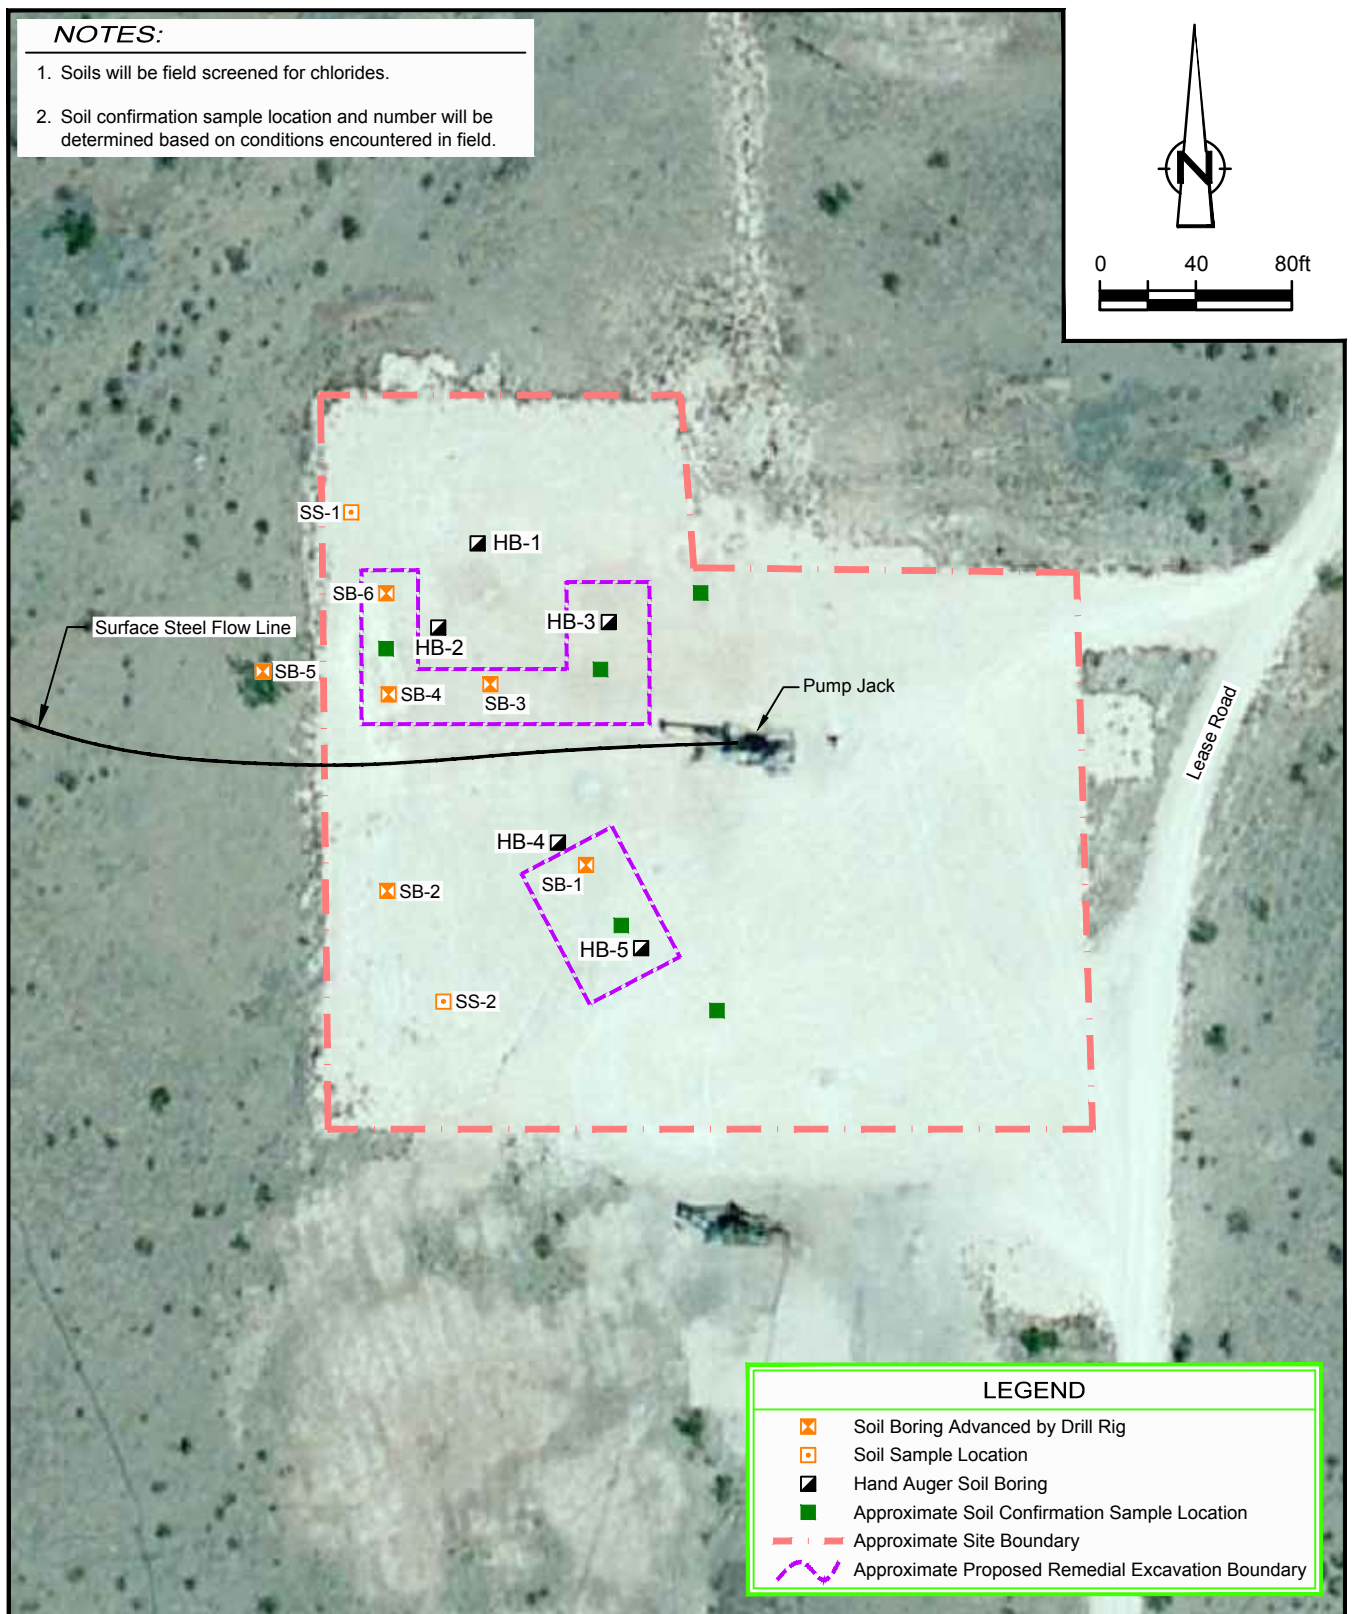 NOTES:
1. Soils will be field screened for chlorides.
2. Soil confirmation sample location and number will be
determined based on conditions encountered in field.
N
0 40 80ft
SS-1
HB-1
SB-6
HB-3
HB-2
Surface Steel Flow Line
SB-5
SB-4
SB-3
Pump Jack
Lease Road
HB-4
SB-1
SB-2
HB-5
SS-2
LEGEND
Soil Boring Advanced by Drill Rig
Soil Sample Location
Hand Auger Soil Boring
Approximate Soil Confirmation Sample Location
Approximate Site Boundary
Approximate Proposed Remedial Excavation Boundary